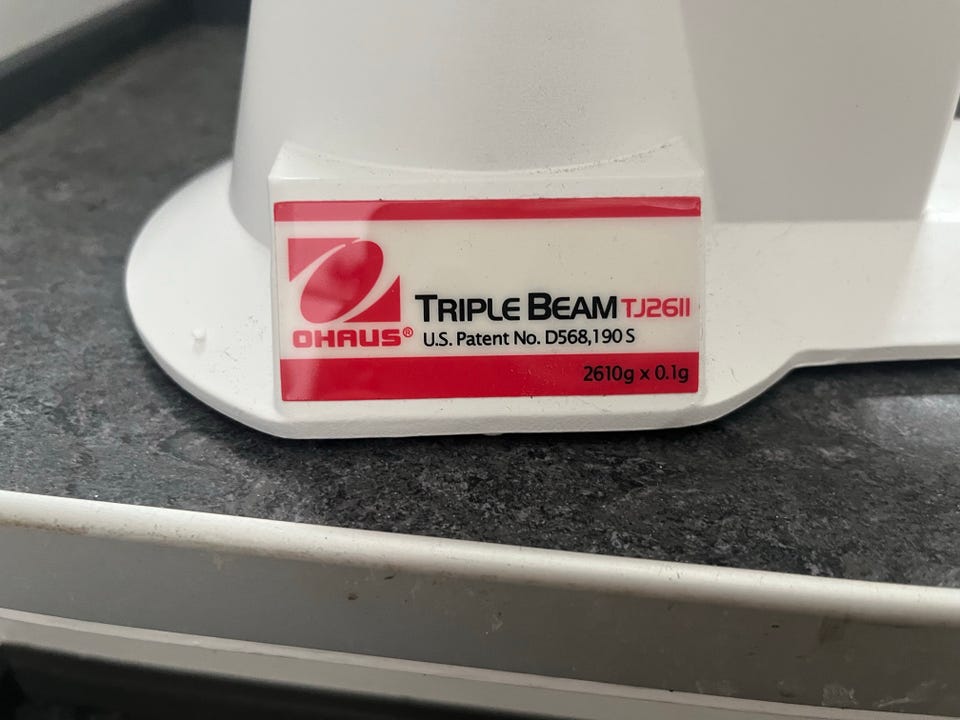 OHAUS®
TRIPLE BEAM TJ2611
U.S. Patent No. D568,190 S
2610g x 0.1g